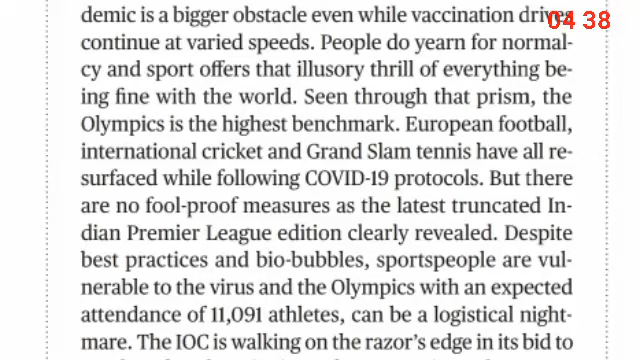 demic is a bigger obstacle even while vaccination drives
04 38
continue at varied speeds. People do yearn for normal-
cy and sport offers that illusory thrill of everything be-
ing fine with the world. Seen through that prism, the
Olympics is the highest benchmark. European football,
international cricket and Grand Slam tennis have all re-
surfaced while following COVID-19 protocols. But there
are no fool-proof measures as the latest truncated In-
dian Premier League edition clearly revealed. Despite
best practices and bio-bubbles, sportspeople are vul-
nerable to the virus and the Olympics with an expected
attendance of 11,091 athletes, can be a logistical night-
mare. The IOC is walking on the razor’s edge in its bid to